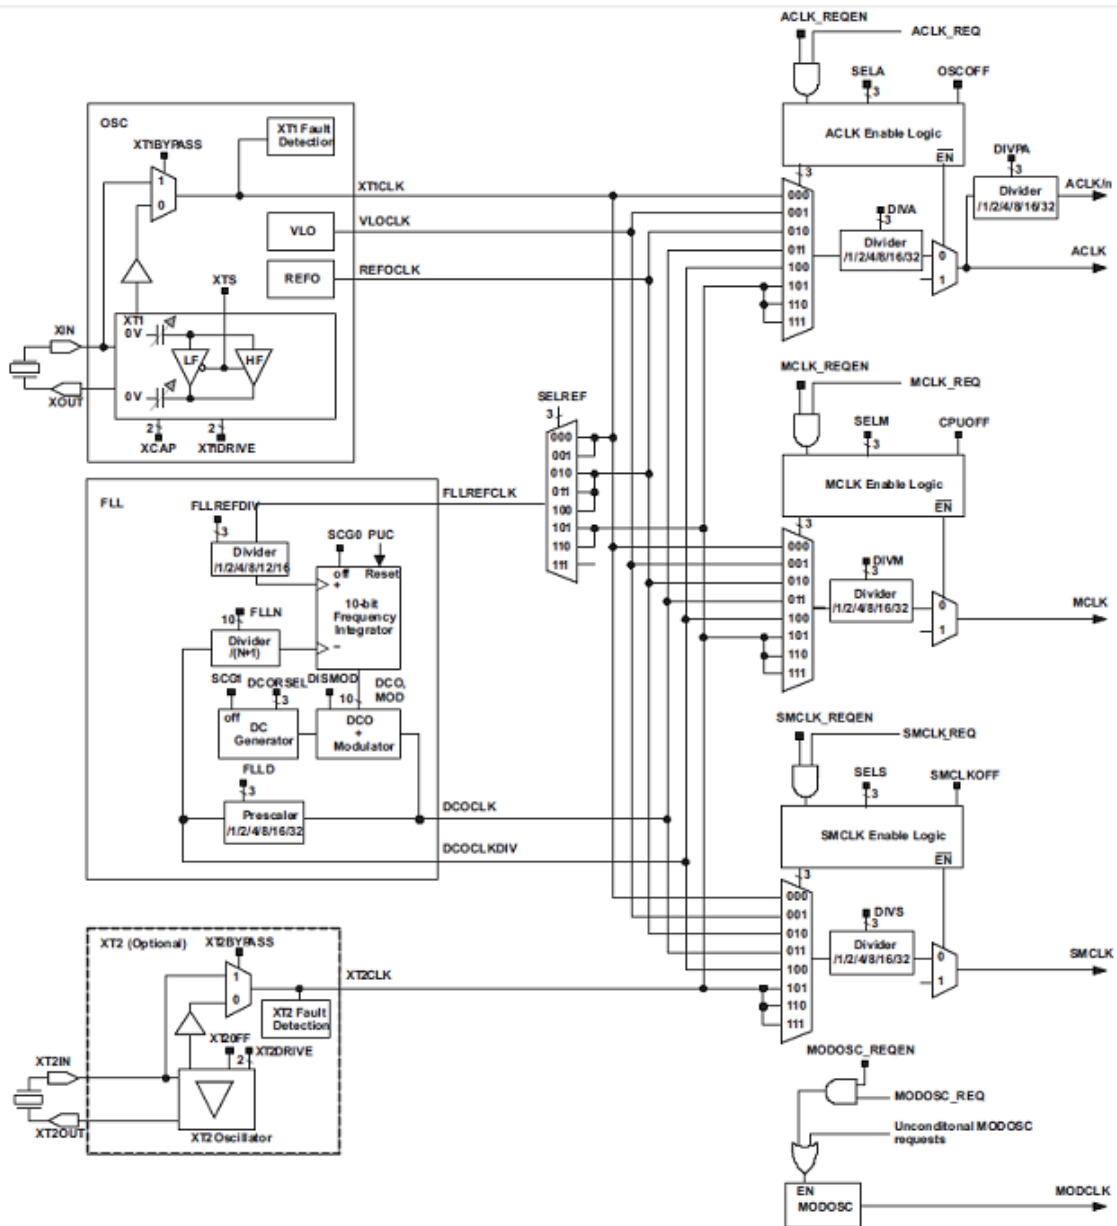 ACLK_REQEN
ACLK_REQ
SELA
3
OSCOFF
ACLK Enable Logic
EN
3
DIVPA
3
Divider
/1/2/4/8/16/32
ACLK/n
000
001
010
011
100
101
110
111
DIVA
3
Divider
/1/2/4/8/16/32
0
1
ACLK
OSC
XT1 Fault
Detection
XT1BYPASS
1
0
XT1CLK
VLO
VLOCLK
REFO
REFOCLK
XTS
XT1
0 V
LF
HF
0 V
XIN
XOUT
2
XCAP
2
XT1DRIVE
SELREF
3
000
001
010
011
100
101
110
111
MCLK_REQEN
MCLK_REQ
SELM
3
CPUOFF
MCLK Enable Logic
EN
3
000
001
010
011
100
101
110
111
DIVM
3
Divider
/1/2/4/8/16/32
0
1
MCLK
FLL
FLLREFCLK
FLLREFDIV
3
Divider
/1/2/4/8/12/16
SCG0
PUC
off
Reset
+
10-bit
Frequency
Integrator
−
FLLN
10
Divider
/(N+1)
SCG1
DCORSEL
3
DISMOD
10
DCO,
MOD
off
DC
Generator
DCO
+
Modulator
FLLD
3
Prescaler
/1/2/4/8/16/32
DCOCLK
DCOCLKDIV
SMCLK_REQEN
SMCLK_REQ
SELS
3
SMCLKOFF
SMCLK Enable Logic
EN
3
000
001
010
011
100
101
110
111
DIVS
3
Divider
/1/2/4/8/16/32
0
1
SMCLK
XT2 (Optional)
XT2BYPASS
1
0
XT2CLK
XT2 Fault
Detection
XT2OFF
2
XT2DRIVE
XT2IN
XT2OUT
XT2 Oscillator
MODOSC_REQEN
MODOSC_REQ
Unconditonal MODOSC
requests
EN
MODOSC
MODCLK